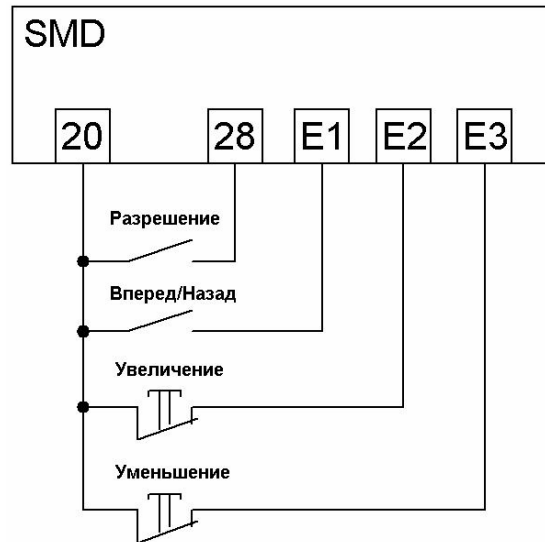 SMD
20 28 E1 E2 E3
Разрешение
Вперед/Назад
Увеличение
Уменьшение